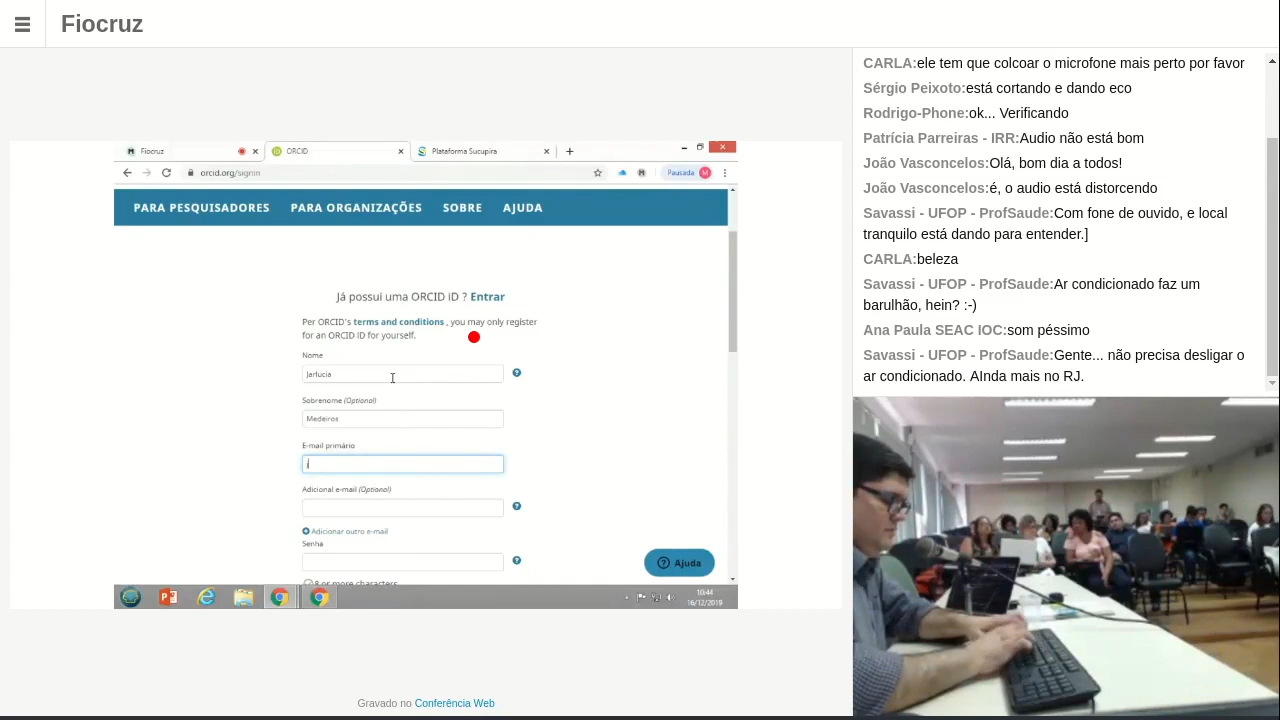 Fiocruz
Fiocruz
ORCID
Plataforma Sucupira
orcid.org/signin
Pausada
M
PARA PESQUISADORES PARA ORGANIZAÇÕES SOBRE AJUDA
Já possui uma ORCID iD ? Entrar
Per ORCID's terms and conditions , you may only register
for an ORCID iD for yourself.
Nome
Jarlucia
Sobrenome (Optional)
Medeiros
E-mail primário
j
Adicional e-mail (Optional)
Adicionar outro e-mail
Senha
8 or more characters
Ajuda
10:44
16/12/2019
Gravado no Conferência Web
CARLA:ele tem que colcoar o microfone mais perto por favor
Sérgio Peixoto:está cortando e dando eco
Rodrigo-Phone:ok... Verificando
Patrícia Parreiras - IRR:Audio não está bom
João Vasconcelos:Olá, bom dia a todos!
João Vasconcelos:é, o audio está distorcendo
Savassi - UFOP - ProfSaude:Com fone de ouvido, e local
tranquilo está dando para entender.]
CARLA:beleza
Savassi - UFOP - ProfSaude:Ar condicionado faz um
barulhão, hein? :-)
Ana Paula SEAC IOC:som péssimo
Savassi - UFOP - ProfSaude:Gente... não precisa desligar o
ar condicionado. AInda mais no RJ.